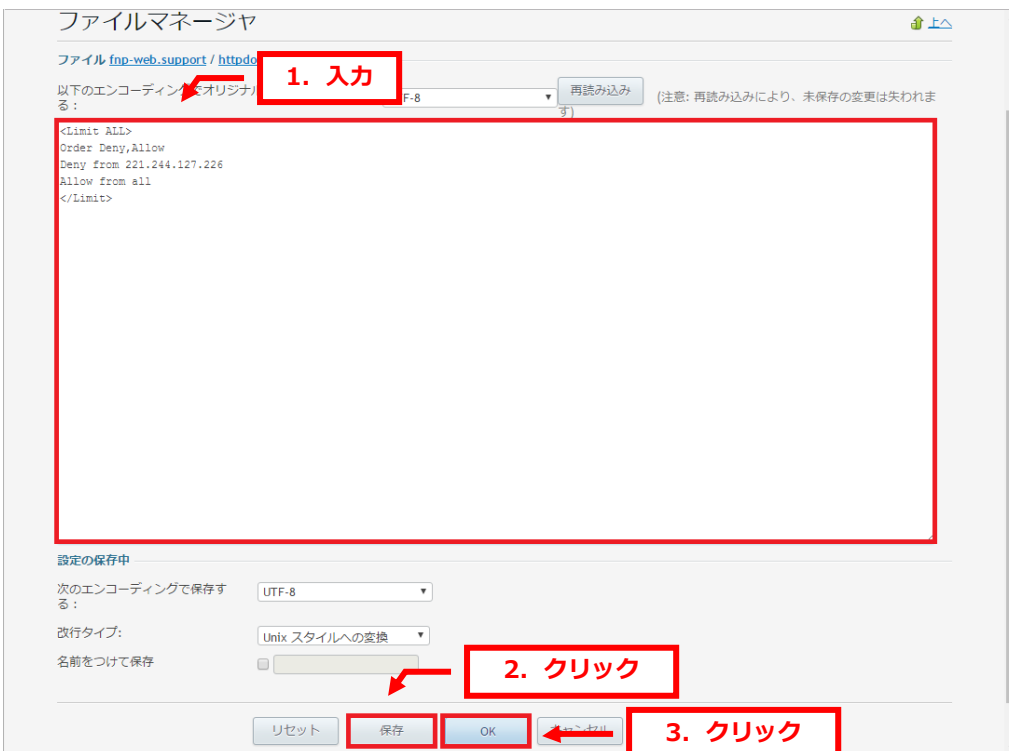 ファイルマネージャ
上へ
ファイル fnp-web.support / httpdo
1. 入力
以下のエンコーディングでオリジナ
る :
F-8
再読み込み
(注意: 再読み込みにより、未保存の変更は失われま
す)
<Limit ALL>
Order Deny,Allow
Deny from 221.244.127.226
Allow from all
</Limit>
設定の保存中
次のエンコーディングで保存す
る :
UTF-8
改行タイプ:
Unix スタイルへの変換
名前をつけて保存
2. クリック
リセット
保存
OK
キャンセル
3. クリック